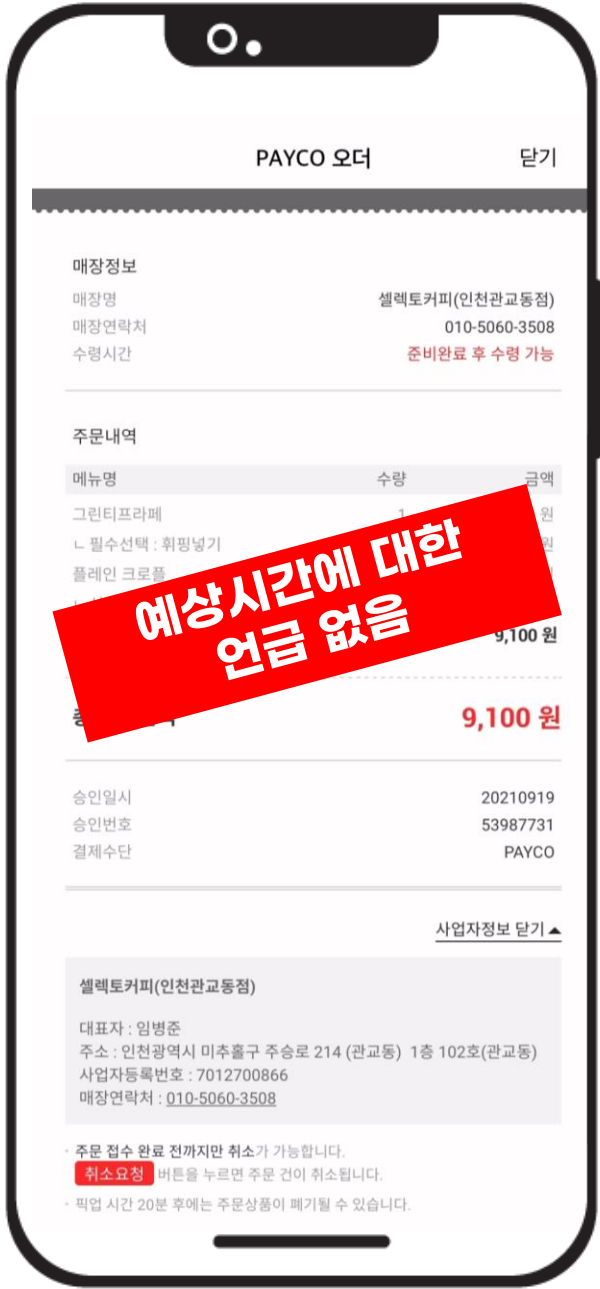 PAYCO 오더 닫기
매장정보
매장명 셀렉토커피(인천관교동점)
매장연락처 010-5060-3508
수령시간 준비완료 후 수령 가능
주문내역
메뉴명 수량 금액
그린티프라페 1 원
ㄴ 필수선택 : 휘핑넣기 원
플레인 크로플
예상시간에 대한
언급 없음
9,100 원
9,100 원
승인일시 20210919
승인번호 53987731
결제수단 PAYCO
사업자정보 닫기 ▲
셀렉토커피(인천관교동점)
대표자 : 임병준
주소 : 인천광역시 미추홀구 주승로 214 (관교동) 1층 102호(관교동)
사업자등록번호 : 7012700866
매장연락처 : 010-5060-3508
· 주문 접수 완료 전까지만 취소가 가능합니다.
취소요청 버튼을 누르면 주문 건이 취소됩니다.
· 픽업 시간 20분 후에는 주문상품이 폐기될 수 있습니다.